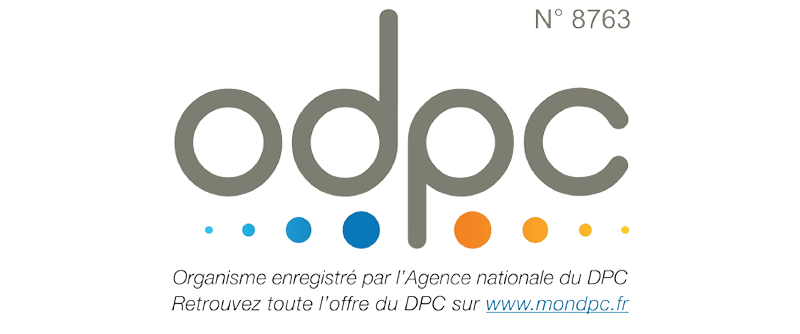 N° 8763
odpc
Organisme enregistré par l'Agence nationale du DPC
Retrouvez toute l'offre du DPC sur www.mondpc.fr